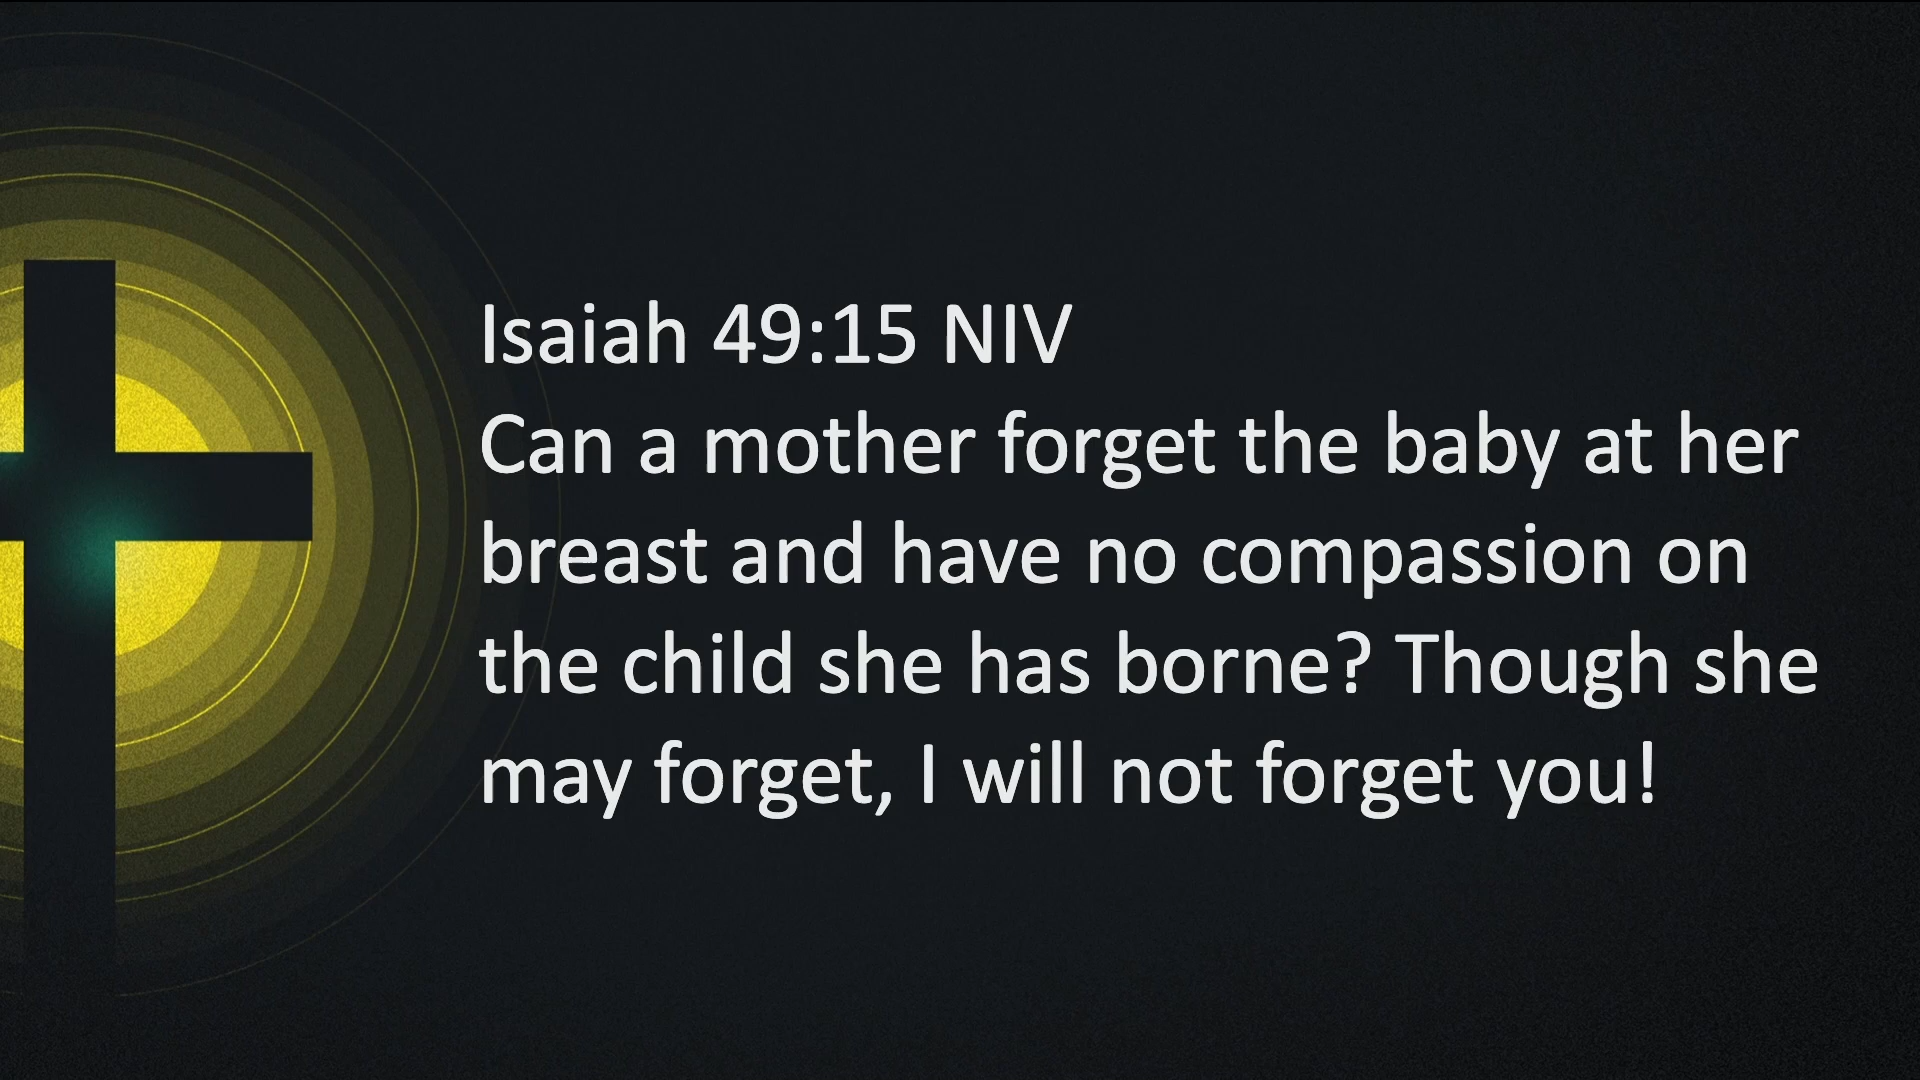 Isaiah 49:15 NIV
Can a mother forget the baby at her
breast and have no compassion on
the child she has borne? Though she
may forget, I will not forget you!